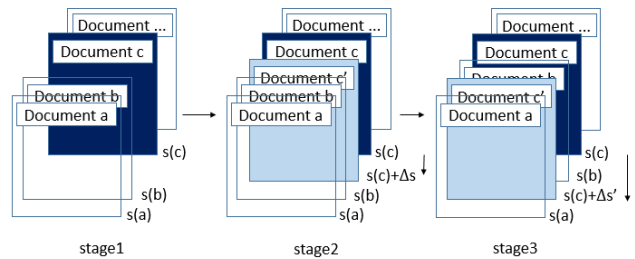 Document ...
Document c
Document b
Document a
s(c)
s(b)
s(a)
stage1
Document ...
Document c
Document c'
Document b
Document a
s(c)
s(c)+Δs
s(b)
s(a)
stage2
Document ...
Document c
Document b
Document c'
Document a
s(c)
s(b)
s(c)+Δs'
s(a)
stage3